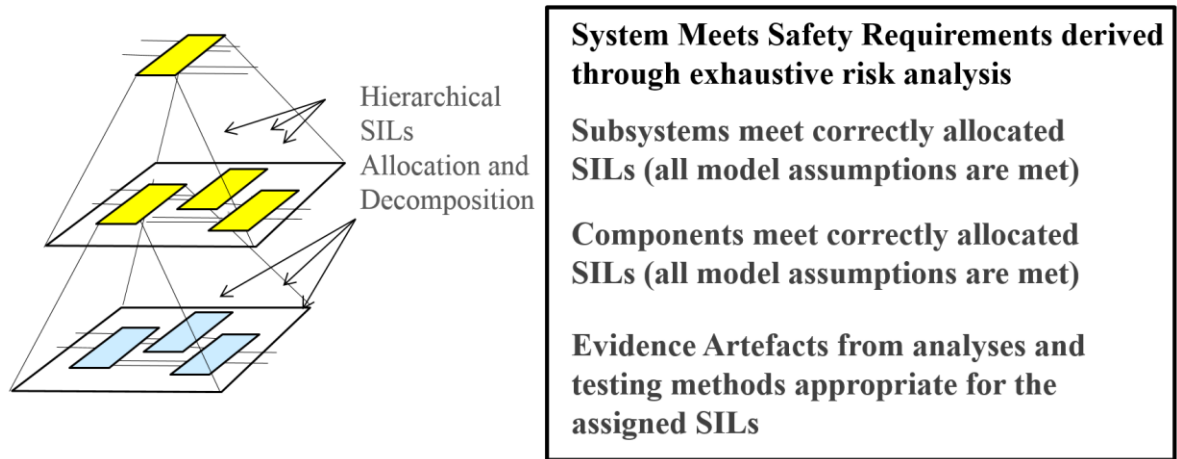 Hierarchical
SILs
Allocation and
Decomposition
System Meets Safety Requirements derived
through exhaustive risk analysis
Subsystems meet correctly allocated
SILs (all model assumptions are met)
Components meet correctly allocated
SILs (all model assumptions are met)
Evidence Artefacts from analyses and
testing methods appropriate for the
assigned SILs